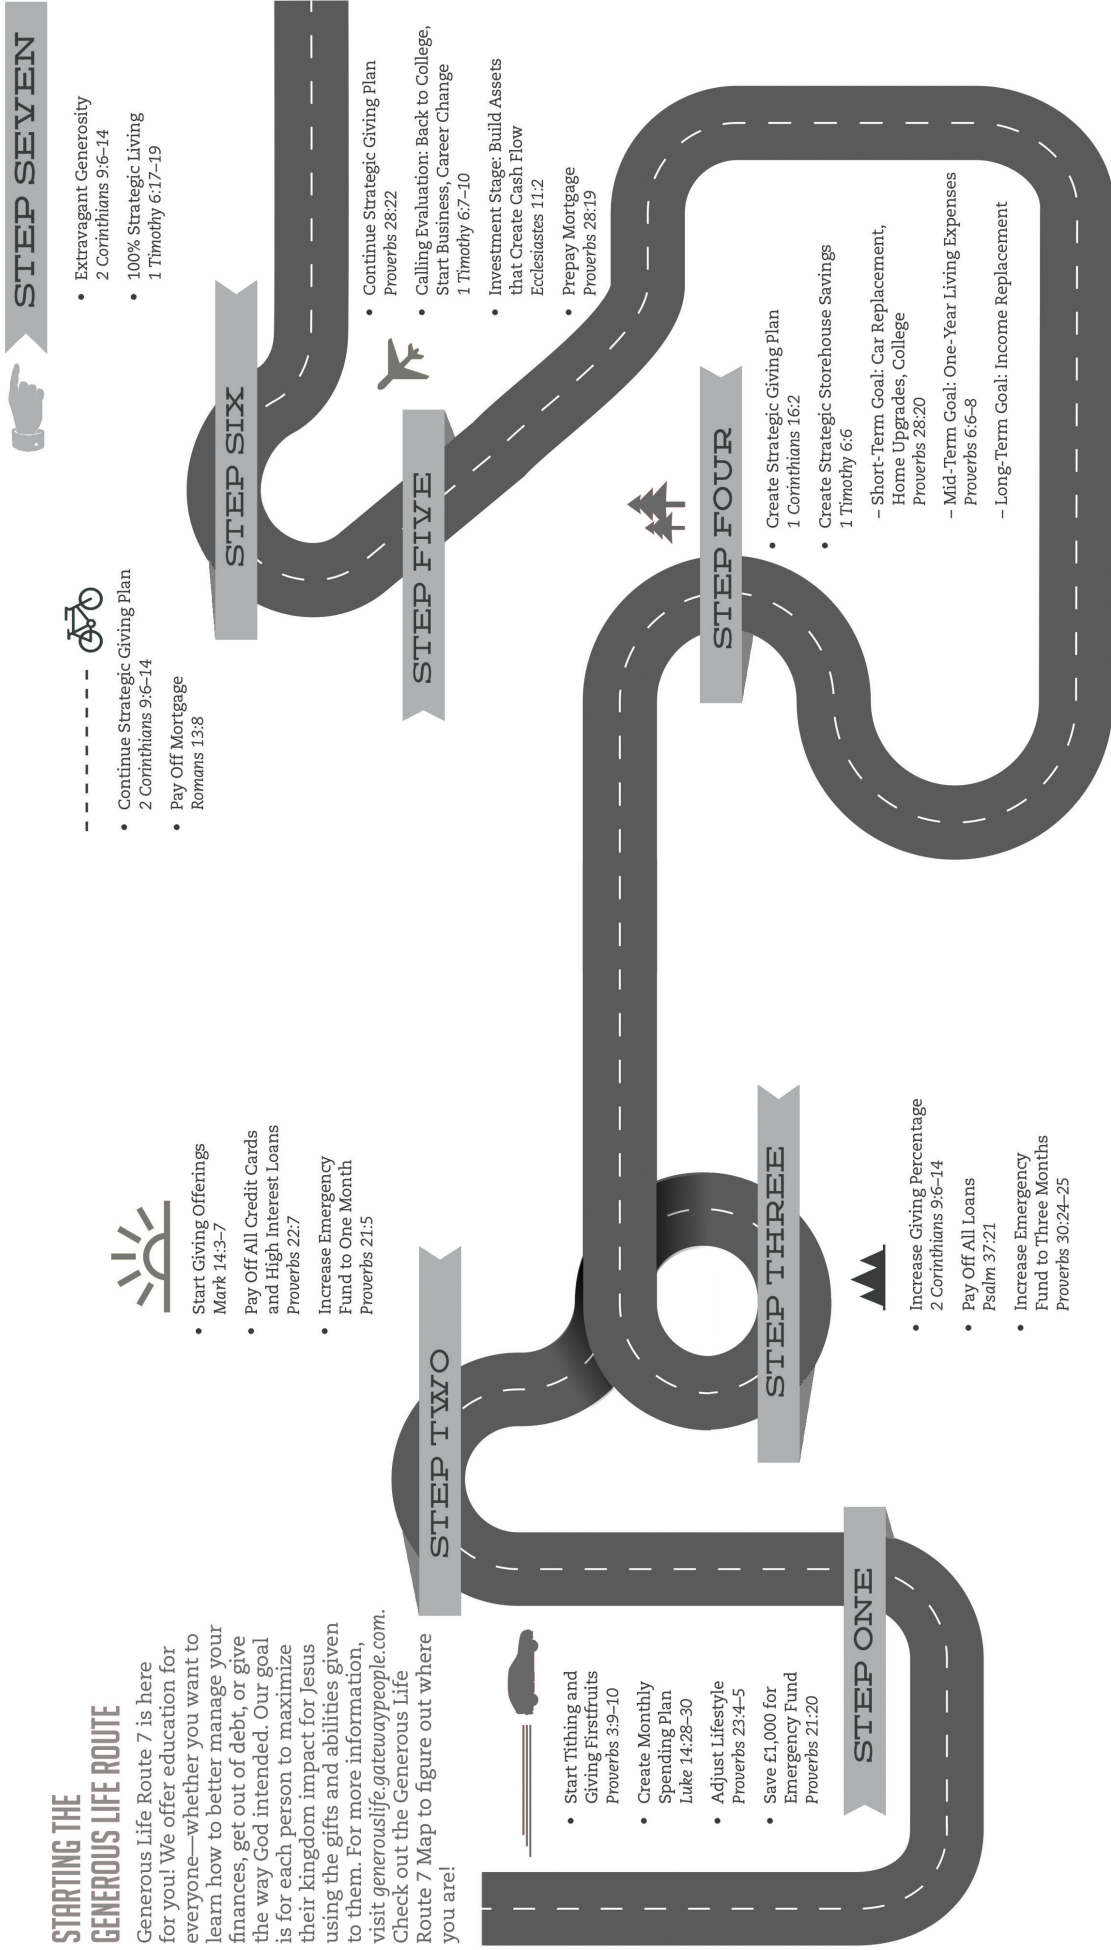 STARTING THE
GENEROUS LIFE ROUTE
Generous Life Route 7 is here
for you! We offer education for
everyone—whether you want to
learn how to better manage your
finances, get out of debt, or give
the way God intended. Our goal
is for each person to maximize
their kingdom impact for Jesus
using the gifts and abilities given
to them. For more information,
visit generouslife.gatewaypeople.com.
Check out the Generous Life
Route 7 Map to figure out where
you are!
STEP ONE
• Start Tithing and
Giving Firstfruits
Proverbs 3:9–10
• Create Monthly
Spending Plan
Luke 14:28–30
• Adjust Lifestyle
Proverbs 23:4–5
• Save £1,000 for
Emergency Fund
Proverbs 21:20
STEP TWO
• Start Giving Offerings
Mark 14:3–7
• Pay Off All Credit Cards
and High Interest Loans
Proverbs 22:7
• Increase Emergency
Fund to One Month
Proverbs 21:5
STEP THREE
• Increase Giving Percentage
2 Corinthians 9:6–14
• Pay Off All Loans
Psalm 37:21
• Increase Emergency
Fund to Three Months
Proverbs 30:24–25
STEP FOUR
• Create Strategic Giving Plan
1 Corinthians 16:2
• Create Strategic Storehouse Savings
1 Timothy 6:6
– Short-Term Goal: Car Replacement,
Home Upgrades, College
Proverbs 28:20
– Mid-Term Goal: One-Year Living Expenses
Proverbs 6:6–8
– Long-Term Goal: Income Replacement
STEP FIVE
• Continue Strategic Giving Plan
Proverbs 28:22
• Calling Evaluation: Back to College,
Start Business, Career Change
1 Timothy 6:7–10
• Investment Stage: Build Assets
that Create Cash Flow
Ecclesiastes 11:2
• Prepay Mortgage
Proverbs 28:19
STEP SIX
• Continue Strategic Giving Plan
2 Corinthians 9:6–14
• Pay Off Mortgage
Romans 13:8
STEP SEVEN
• Extravagant Generosity
2 Corinthians 9:6–14
• 100% Strategic Living
1 Timothy 6:17–19